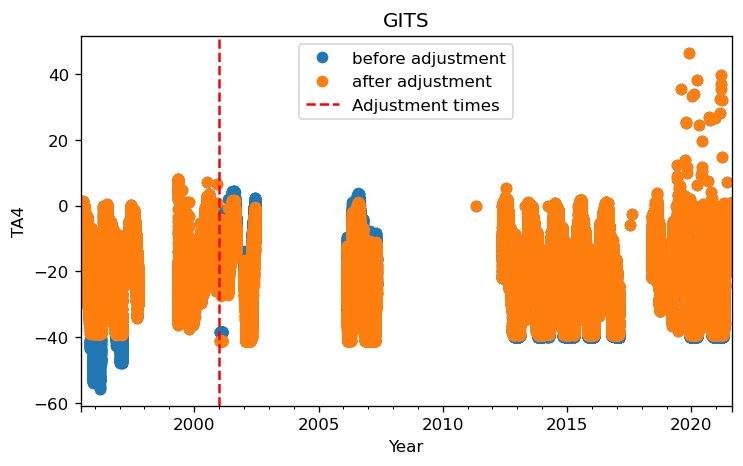 GITS
before adjustment
after adjustment
Adjustment times
TA4
40
20
0
−20
−40
−60
2000 2005 2010 2015 2020
Year